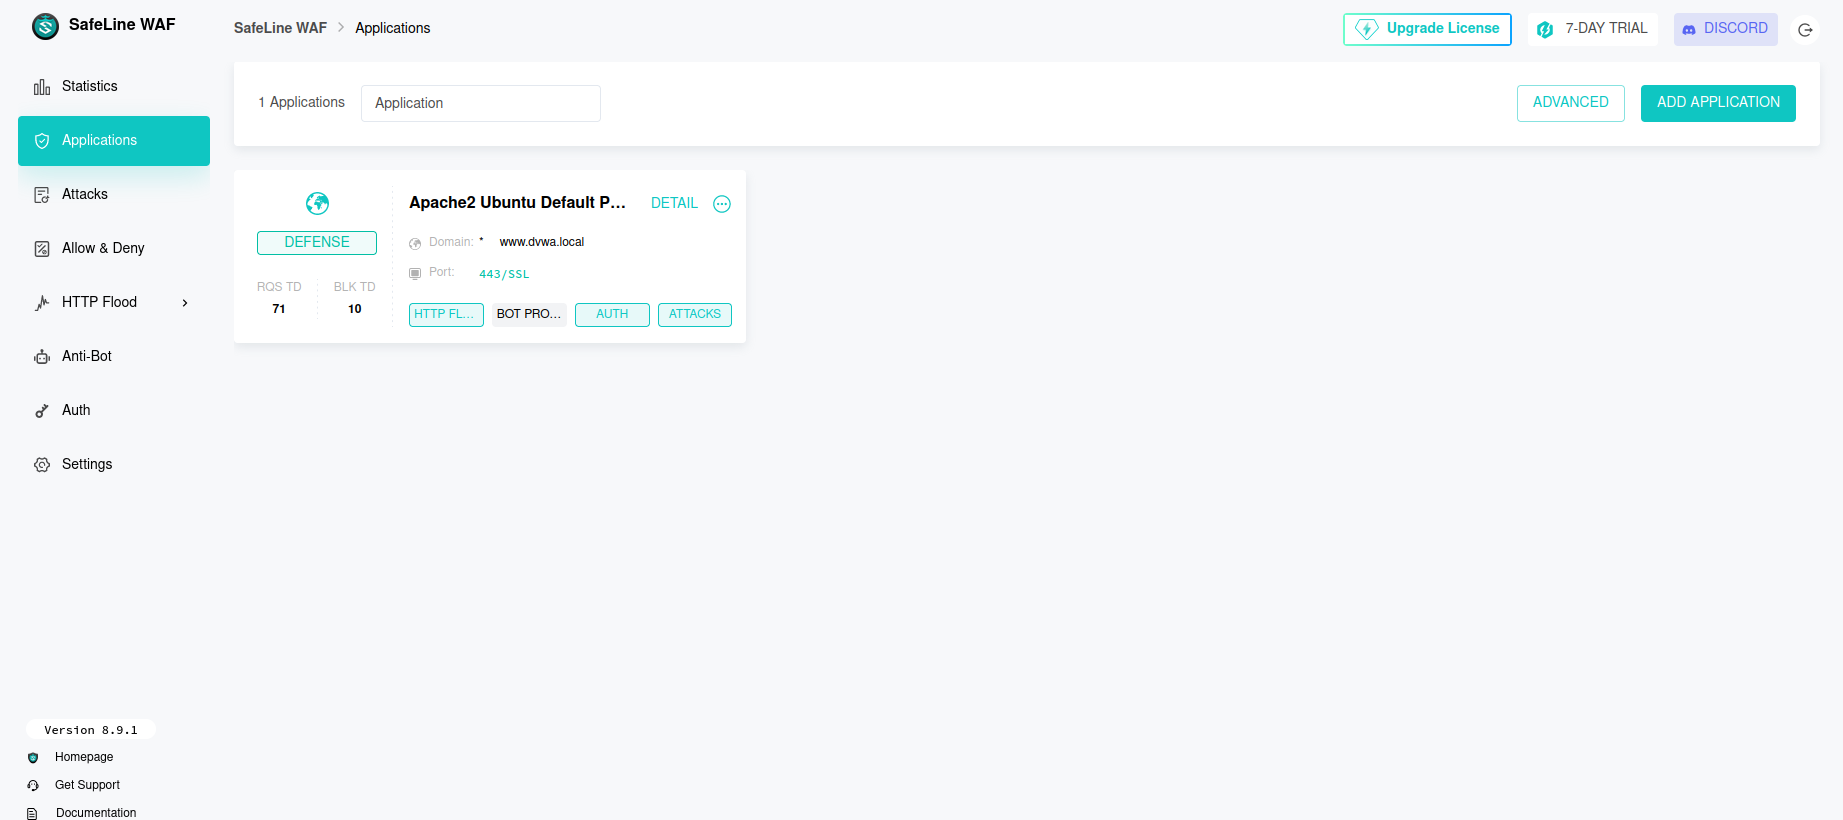 SafeLine WAF
SafeLine WAF > Applications
Upgrade License
7-DAY TRIAL
DISCORD
Statistics
Applications
Attacks
Allow & Deny
HTTP Flood
Anti-Bot
Auth
Settings
1 Applications
Application
ADVANCED
ADD APPLICATION
DEFENSE
RQS TD
71
BLK TD
10
Apache2 Ubuntu Default P...
DETAIL
Domain: * www.dvwa.local
Port: 443/SSL
HTTP FL...
BOT PRO...
AUTH
ATTACKS
Version 8.9.1
Homepage
Get Support
Documentation